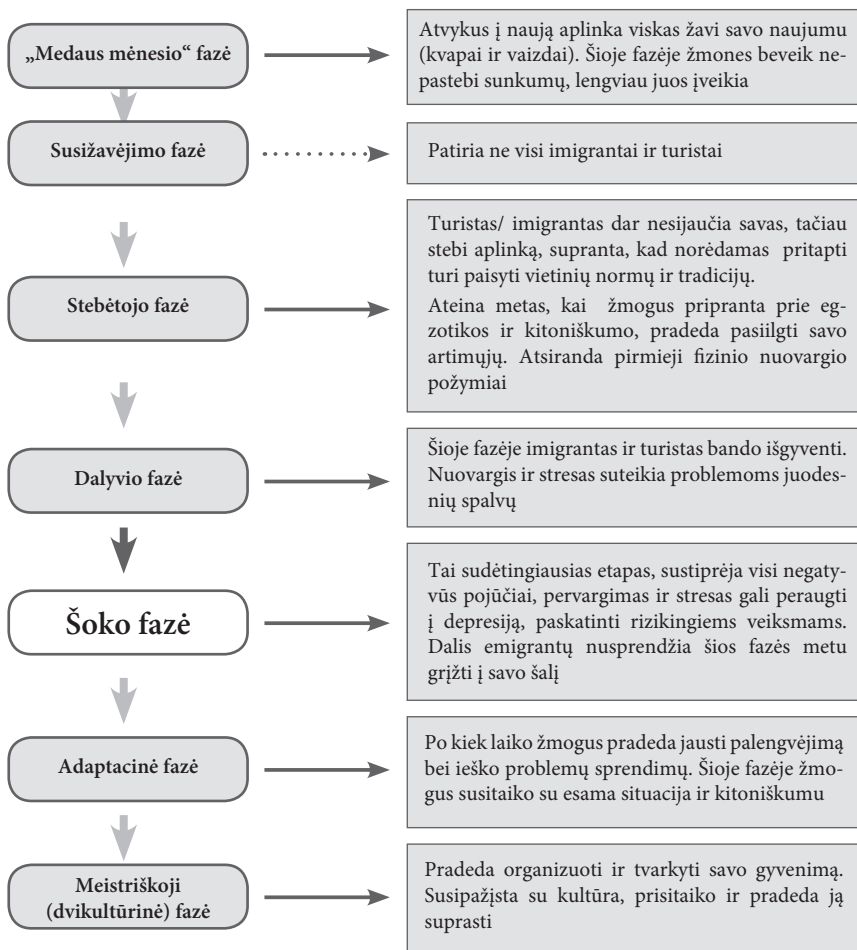 „Medaus mėnesio" fazė
Atvykus į naują aplinka viskas žavi savo naujumu
(kvapai ir vaizdai). Šioje fazėje žmones beveik ne-
pastebi sunkumų, lengviau juos įveikia
Susižavėjimo fazė
Patiria ne visi imigrantai ir turistai
Stebėtojo fazė
Turistas/ imigrantas dar nesijaučia savas, tačiau
stebi aplinką, supranta, kad norėdamas pritapti
turi paisyti vietinių normų ir tradicijų.
Ateina metas, kai žmogus pripranta prie eg-
zotikos ir kitoniškumo, pradeda pasiilgti savo
artimųjų. Atsiranda pirmieji fizinio nuovargio
požymiai
Dalyvio fazė
Šioje fazėje imigrantas ir turistas bando išgyventi.
Nuovargis ir stresas suteikia problemoms juodes-
nių spalvų
Šoko fazė
Tai sudėtingiausias etapas, sustiprėja visi negaty-
vūs pojūčiai, pervargimas ir stresas gali peraugti
į depresiją, paskatinti rizikingiems veiksmams.
Dalis emigrantų nusprendžia šios fazės metu
grįžti į savo šalį
Adaptacinė fazė
Po kiek laiko žmogus pradeda jausti palengvėjimą
bei ieško problemų sprendimų. Šioje fazėje žmo-
gus susitaiko su esama situacija ir kitoniškumu
Meistriškoji
(dvikultūrinė) fazė
Pradeda organizuoti ir tvarkyti savo gyvenimą.
Susipažįsta su kultūra, prisitaiko ir pradeda ją
suprasti